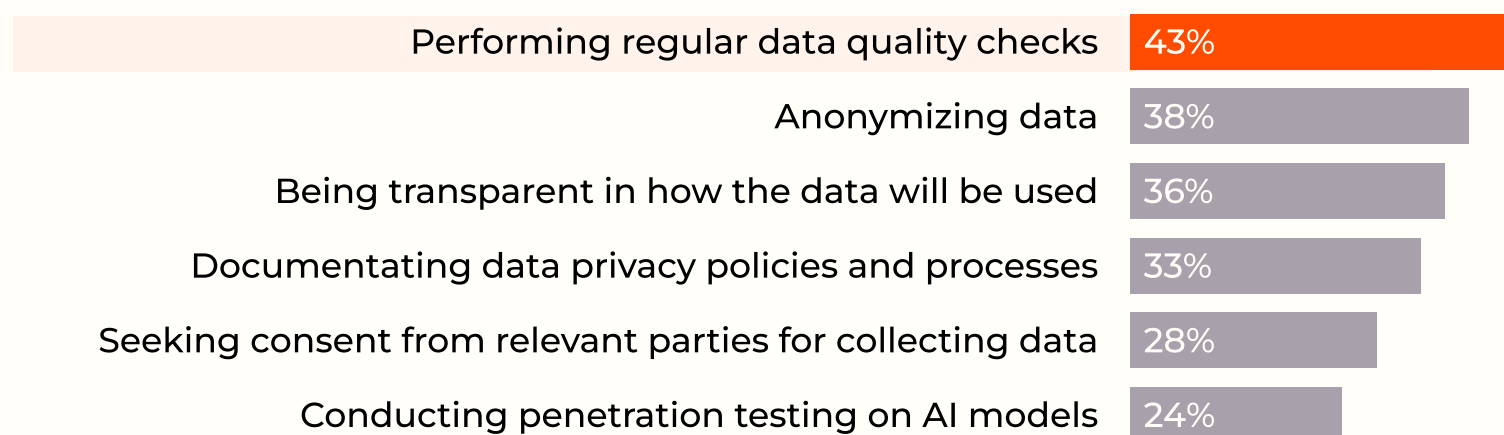 Performing regular data quality checks 43%
Anonymizing data 38%
Being transparent in how the data will be used 36%
Documentating data privacy policies and processes 33%
Seeking consent from relevant parties for collecting data 28%
Conducting penetration testing on AI models 24%